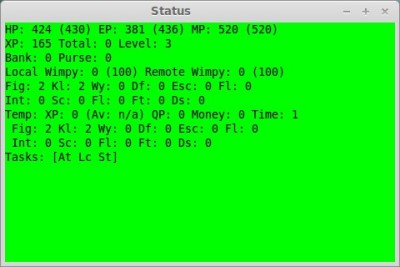 Status
HP: 424 (430) EP: 381 (436) MP: 520 (520)
XP: 165 Total: 0 Level: 3
Bank: 0 Purse: 0
Local Wimpy: 0 (100) Remote Wimpy: 0 (100)
Fig: 2 Kl: 2 Wy: 0 Df: 0 Esc: 0 Fl: 0
Int: 0 Sc: 0 Fl: 0 Ft: 0 Ds: 0
Temp: XP: 0 (Av: n/a) QP: 0 Money: 0 Time: 1
 Fig: 2 Kl: 2 Wy: 0 Df: 0 Esc: 0 Fl: 0
 Int: 0 Sc: 0 Fl: 0 Ft: 0 Ds: 0
Tasks: [At Lc St]